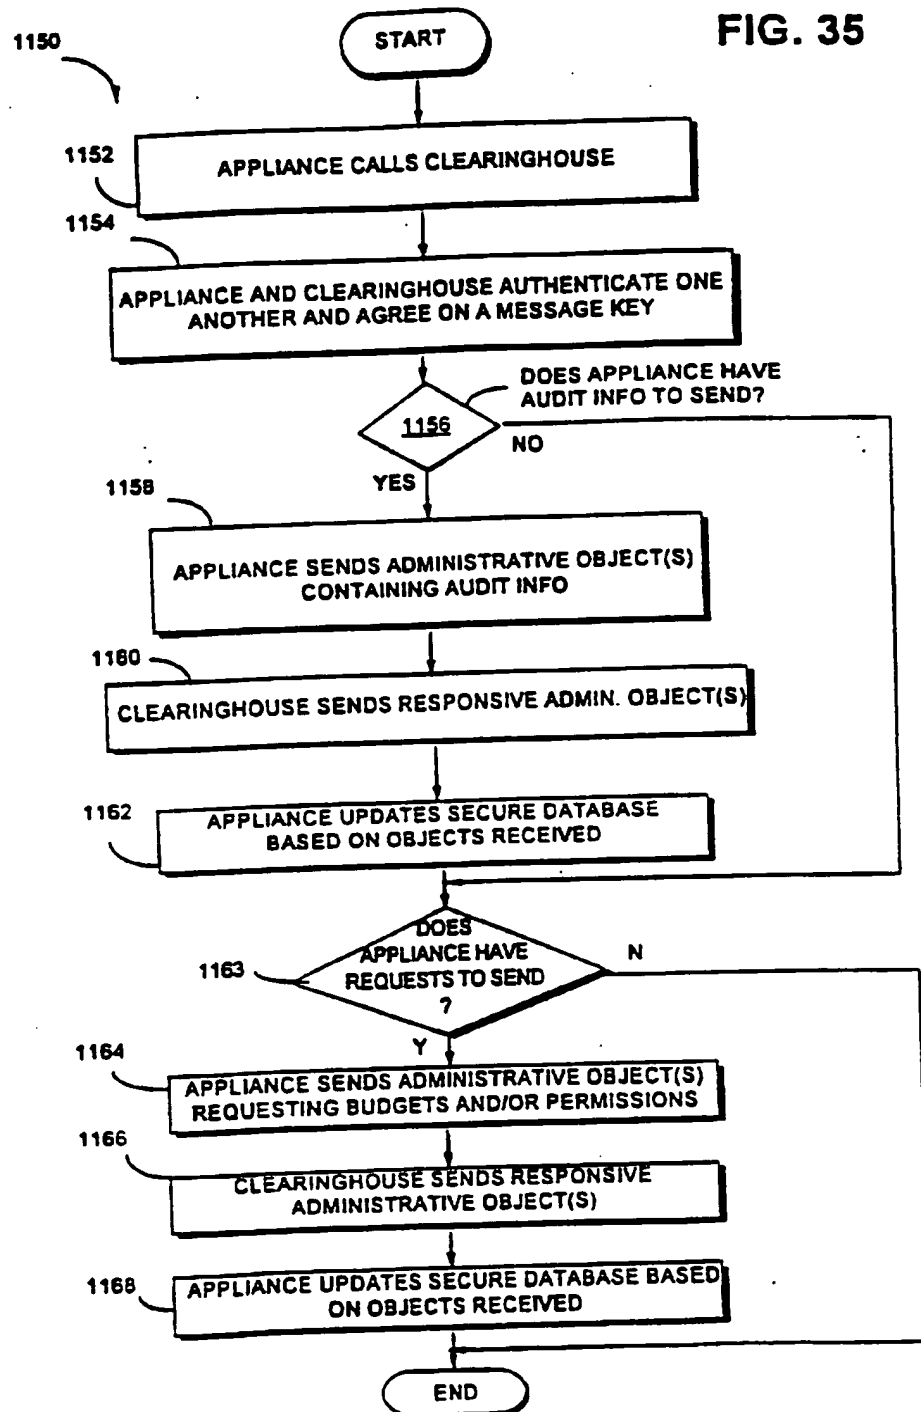 FIG. 35
1150
START
1152
APPLIANCE CALLS CLEARINGHOUSE
1154
APPLIANCE AND CLEARINGHOUSE AUTHENTICATE ONE
ANOTHER AND AGREE ON A MESSAGE KEY
DOES APPLIANCE HAVE
AUDIT INFO TO SEND?
1156
NO
YES
1158
APPLIANCE SENDS ADMINISTRATIVE OBJECT(S)
CONTAINING AUDIT INFO
1160
CLEARINGHOUSE SENDS RESPONSIVE ADMIN. OBJECT(S)
1162
APPLIANCE UPDATES SECURE DATABASE
BASED ON OBJECTS RECEIVED
1163
DOES
APPLIANCE HAVE
REQUESTS TO SEND
?
N
Y
1164
APPLIANCE SENDS ADMINISTRATIVE OBJECT(S)
REQUESTING BUDGETS AND/OR PERMISSIONS
1166
CLEARINGHOUSE SENDS RESPONSIVE
ADMINISTRATIVE OBJECT(S)
1168
APPLIANCE UPDATES SECURE DATABASE BASED
ON OBJECTS RECEIVED
END